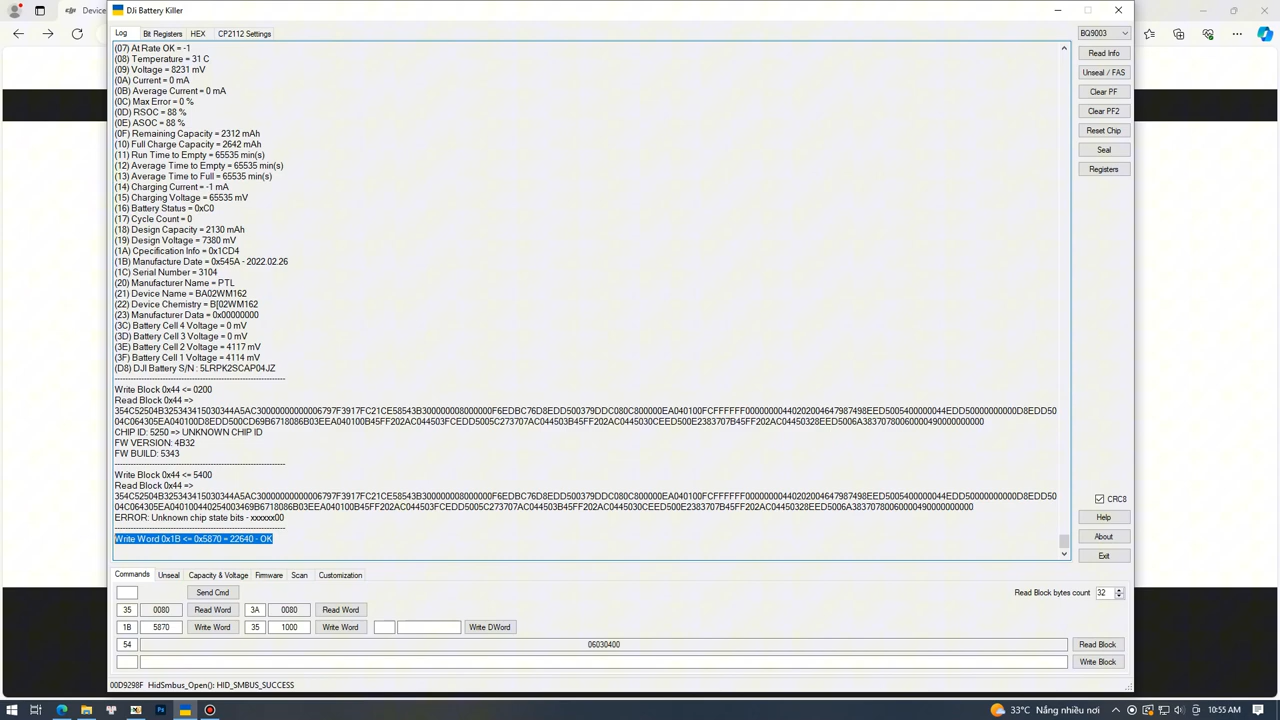 Device
DJi Battery Killer
Log Bit Registers HEX CP2112 Settings
BQ9003
(07) At Rate OK = -1
(08) Temperature = 31 C
(09) Voltage = 8231 mV
(0A) Current = 0 mA
(0B) Average Current = 0 mA
(0C) Max Error = 0 %
(0D) RSOC = 88 %
(0E) ASOC = 88 %
(0F) Remaining Capacity = 2312 mAh
(10) Full Charge Capacity = 2642 mAh
(11) Run Time to Empty = 65535 min(s)
(12) Average Time to Empty = 65535 min(s)
(13) Average Time to Full = 65535 min(s)
(14) Charging Current = -1 mA
(15) Charging Voltage = 65535 mV
(16) Battery Status = 0xC0
(17) Cycle Count = 0
(18) Design Capacity = 2130 mAh
(19) Design Voltage = 7380 mV
(1A) Cpecification Info = 0x1CD4
(1B) Manufacture Date = 0x545A - 2022.02.26
(1C) Serial Number = 3104
(20) Manufacturer Name = PTL
(21) Device Name = BA02WM162
(22) Device Chemistry = B[02WM162
(23) Manufacturer Data = 0x00000000
(3C) Battery Cell 4 Voltage = 0 mV
(3D) Battery Cell 3 Voltage = 0 mV
(3E) Battery Cell 2 Voltage = 4117 mV
(3F) Battery Cell 1 Voltage = 4114 mV
(D8) DJI Battery S/N : 5LRPK2SCAP04JZ
------------------------------------------------
Write Block 0x44 <= 0200
Read Block 0x44 =>
CHIP ID: 5250 => UNKNOWN CHIP ID
FW VERSION: 4B32
FW BUILD: 5343
------------------------------------------------
Write Block 0x44 <= 5400
Read Block 0x44 =>
ERROR: Unknown chip state bits - xxxxxx00
------------------------------------------------
Write Word 0x1B <= 0x5870 = 22640 - OK
Read Info
Unseal / FAS
Clear PF
Clear PF2
Reset Chip
Seal
Registers
CRC8
Help
About
Exit
Commands Unseal Capacity & Voltage Firmware Scan Customization
Send Cmd
Read Block bytes count 32
35 0080 Read Word 3A 0080 Read Word
1B 5870 Write Word 35 1000 Write Word Write DWord
54 06030400 Read Block
Write Block
00D9298F HidSmbus_Open(): HID_SMBUS_SUCCESS
33°C Nắng nhiều nơi 10:55 AM